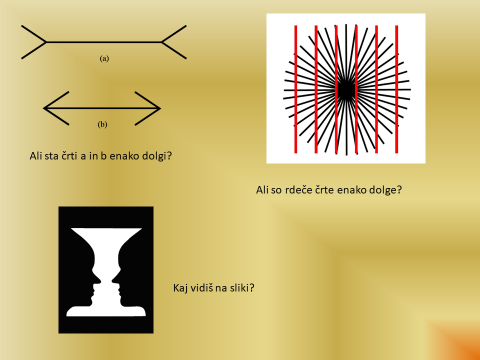 (a)
(b)
Ali sta črti a in b enako dolgi?
Ali so rdeče črte enako dolge?
Kaj vidiš na sliki?